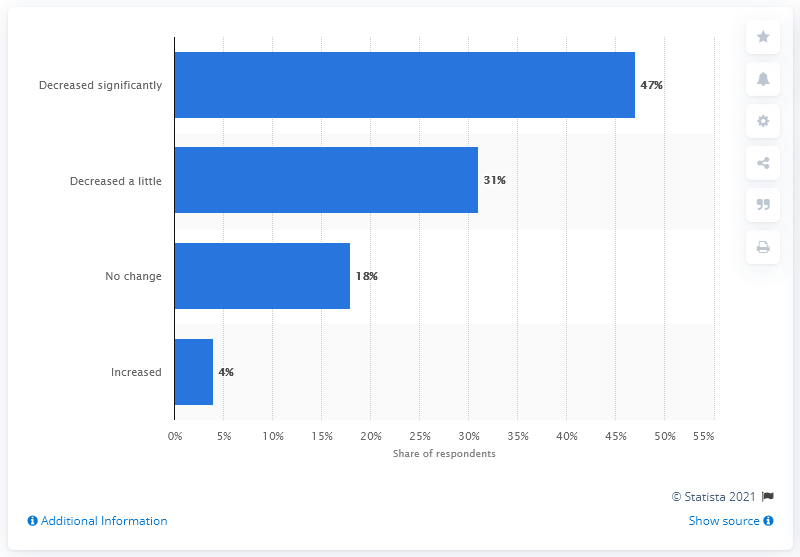 Decreased significantly
47%
Decreased a little
31%
No change
18%
Increased
4%
0% 5% 10% 15% 20% 25% 30% 35% 40% 45% 50% 55%
Share of respondents
© Statista 2021
Additional Information
Show source